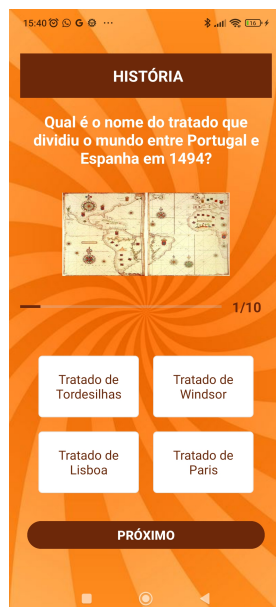 15:40
16
HISTÓRIA
Qual é o nome do tratado que
dividiu o mundo entre Portugal e
Espanha em 1494?
1/10
Tratado de
Tordesilhas
Tratado de
Windsor
Tratado de
Lisboa
Tratado de
Paris
PRÓXIMO